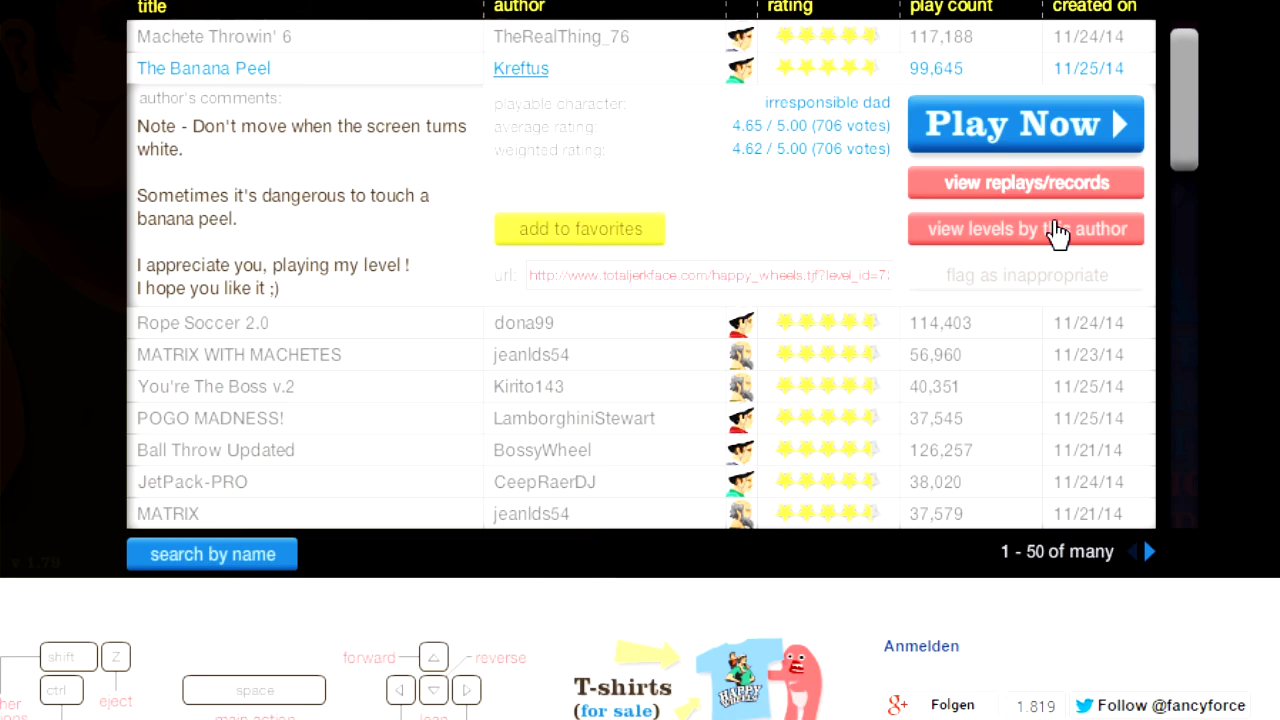 title author rating play count created on
Machete Throwin' 6 TheRealThing_76 117,188 11/24/14
The Banana Peel Kreftus 99,645 11/25/14
author's comments:
Note - Don't move when the screen turns
white.
Sometimes it's dangerous to touch a
banana peel.
I appreciate you, playing my level !
I hope you like it ;)
playable character: irresponsible dad
average rating: 4.65 / 5.00 (706 votes)
weighted rating: 4.62 / 5.00 (706 votes)
add to favorites
url: http://www.totaljerkface.com/happy_wheels.tjf?level_id=7
Play Now
view replays/records
view levels by this author
flag as inappropriate
Rope Soccer 2.0 dona99 114,403 11/24/14
MATRIX WITH MACHETES jeanlds54 56,960 11/23/14
You're The Boss v.2 Kirito143 40,351 11/25/14
POGO MADNESS! LamborghiniStewart 37,545 11/25/14
Ball Throw Updated BossyWheel 126,257 11/21/14
JetPack-PRO CeepRaerDJ 38,020 11/24/14
MATRIX jeanlds54 37,579 11/21/14
v 1.79
search by name
1 - 50 of many
shift Z
ctrl
eject
space
main action
forward
reverse
lean
T-shirts
(for sale)
HAPPY
WHEELS
Anmelden
Folgen 1.819
Follow @fancyforce